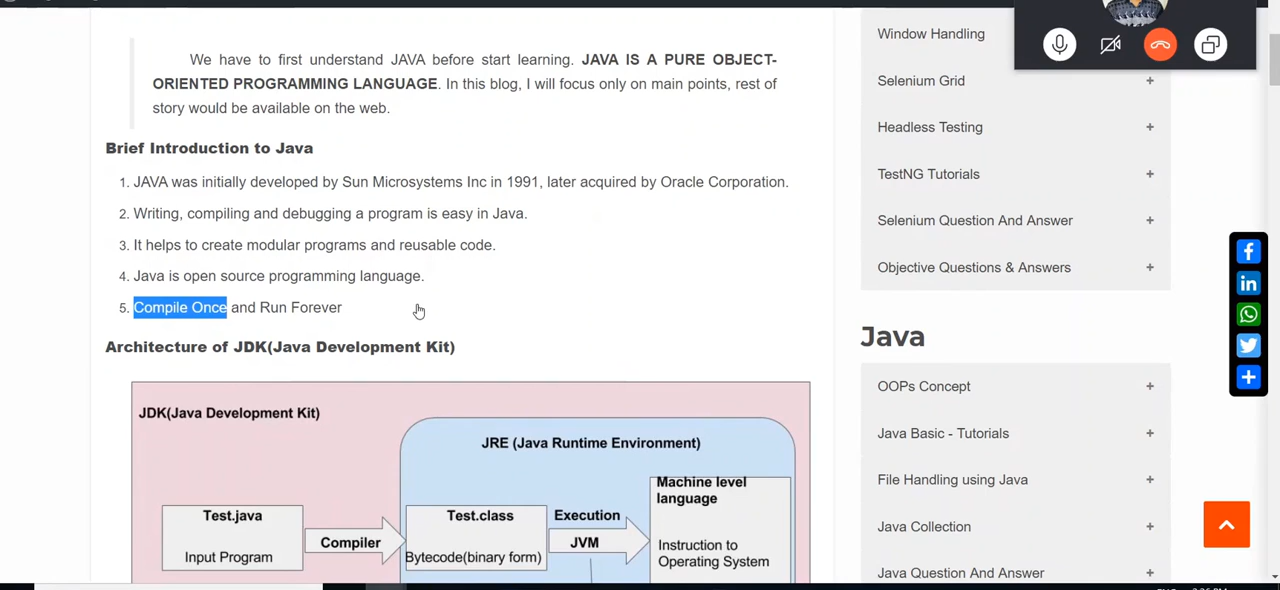 We have to first understand JAVA before start learning. JAVA IS A PURE OBJECT-
ORIENTED PROGRAMMING LANGUAGE. In this blog, I will focus only on main points, rest of
story would be available on the web.
Brief Introduction to Java
1. JAVA was initially developed by Sun Microsystems Inc in 1991, later acquired by Oracle Corporation.
2. Writing, compiling and debugging a program is easy in Java.
3. It helps to create modular programs and reusable code.
4. Java is open source programming language.
5. Compile Once and Run Forever
Architecture of JDK(Java Development Kit)
JDK(Java Development Kit)
JRE (Java Runtime Environment)
Test.java
Input Program
Compiler
Test.class
Bytecode(binary form)
Execution
JVM
Machine level
language
Instruction to
Operating System
Window Handling
Selenium Grid +
Headless Testing +
TestNG Tutorials +
Selenium Question And Answer +
Objective Questions & Answers +
Java
OOPs Concept +
Java Basic - Tutorials +
File Handling using Java +
Java Collection +
Java Question And Answer +